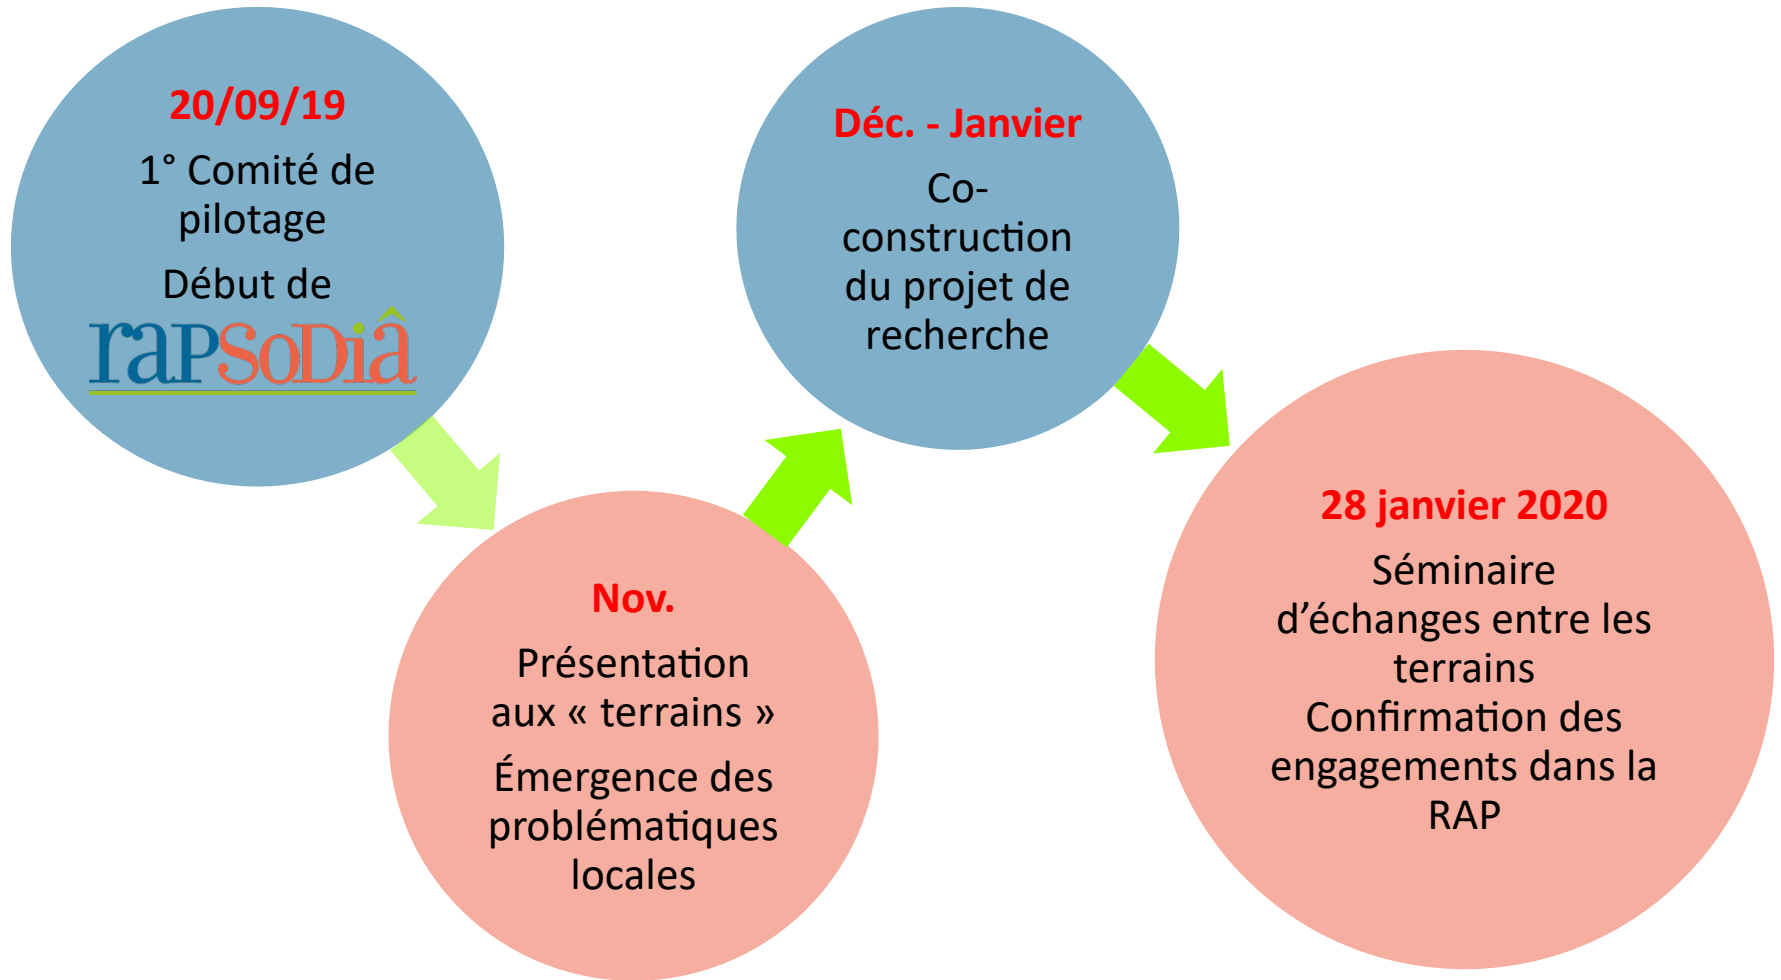 20/09/19
1° Comité de
pilotage
Début de
raPSoDiâ
Nov.
Présentation
aux « terrains »
Émergence des
problématiques
locales
Déc. - Janvier
Co-
construction
du projet de
recherche
28 janvier 2020
Séminaire
d’échanges entre les
terrains
Confirmation des
engagements dans la
RAP